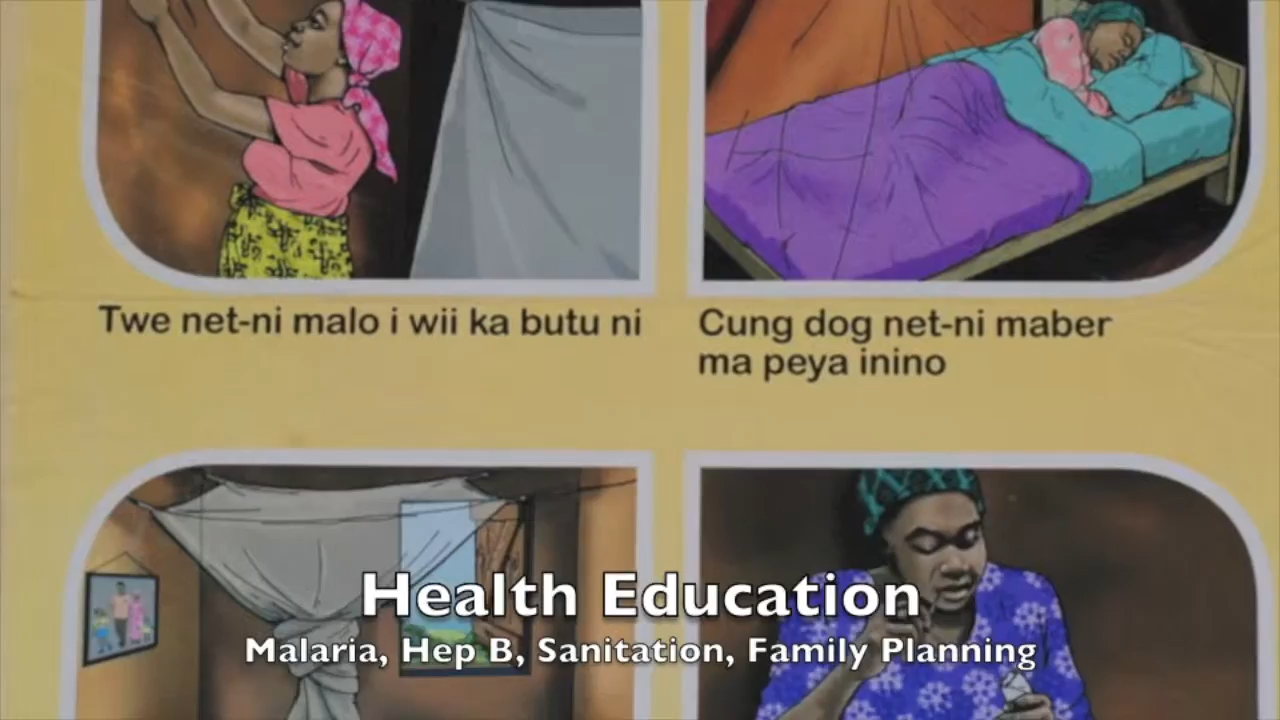 Twe net-ni malo i wii ka butu ni
Cung dog net-ni maber
ma peya inino
Health Education
Malaria, Hep B, Sanitation, Family Planning